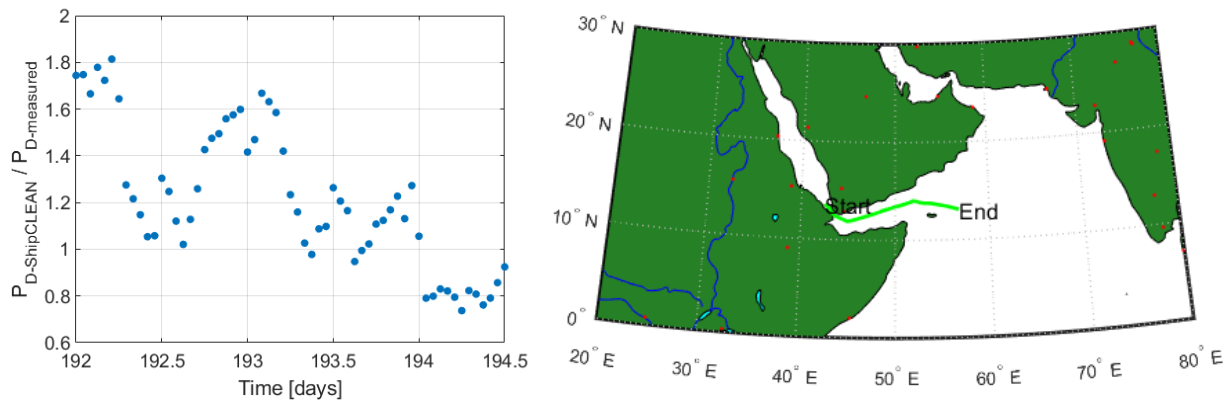 2
1.8
1.6
1.4
1.2
1
0.8
0.6
P_D-ShipCLEAN / P_D-measured
192 192.5 193 193.5 194 194.5
Time [days]
30° N
20° N
10° N
0°
Start
End
20° E 30° E 40° E 50° E 60° E 70° E 80° E